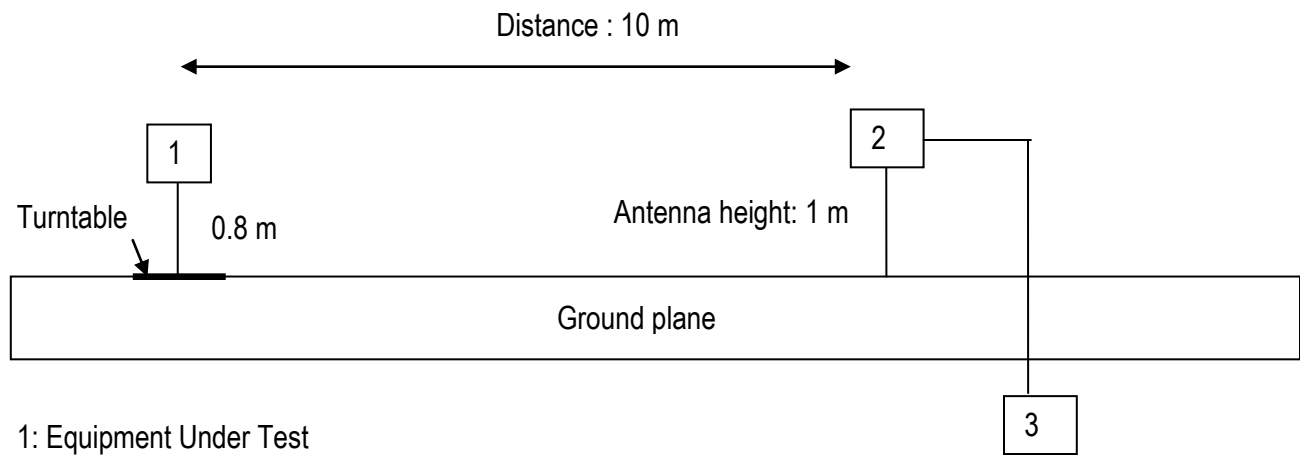 Distance : 10 m
1
2
Turntable
0.8 m
Antenna height: 1 m
Ground plane
3
1: Equipment Under Test